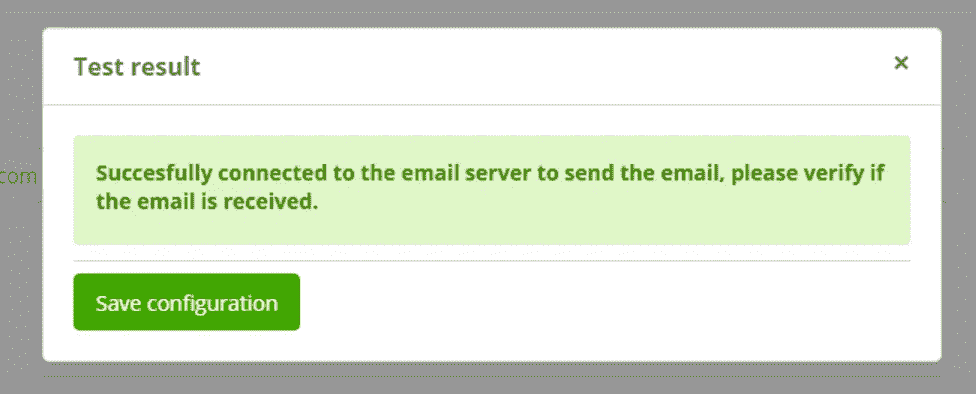 Test result
×
com
Succesfully connected to the email server to send the email, please verify if
the email is received.
Save configuration